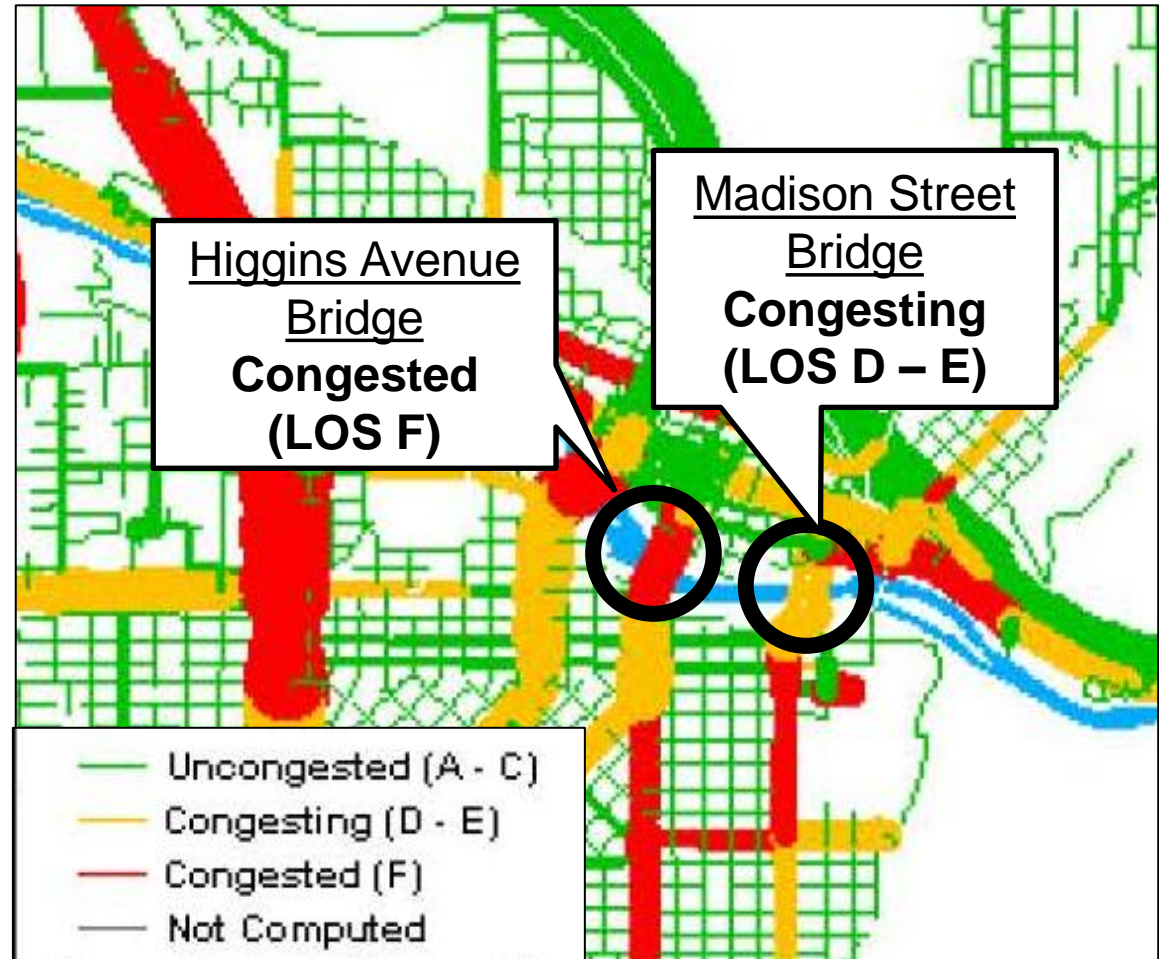 Higgins Avenue
Bridge
Congested
(LOS F)
Madison Street
Bridge
Congesting
(LOS D – E)
Uncongested (A - C)
Congesting (D - E)
Congested (F)
Not Computed